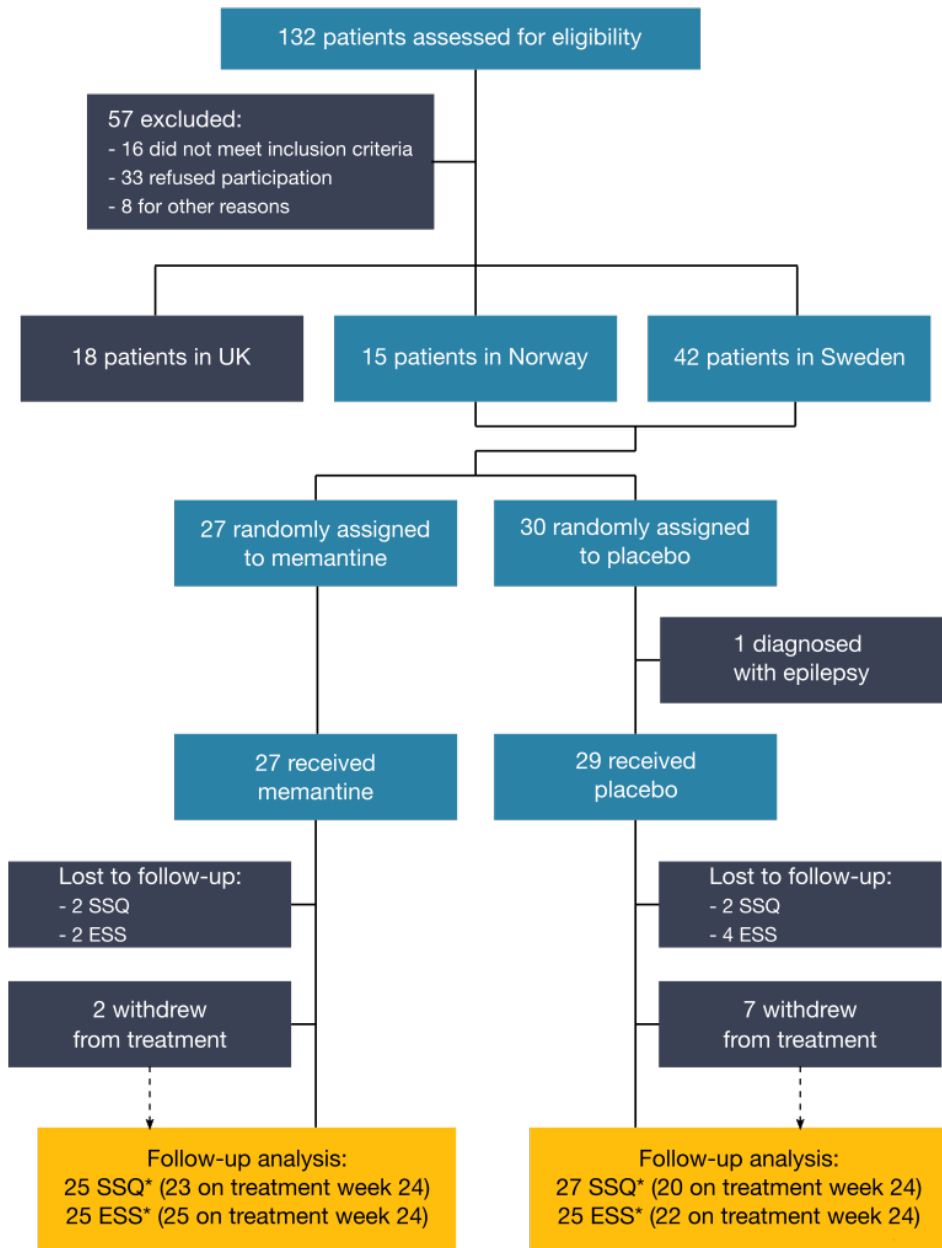 132 patients assessed for eligibility
57 excluded:
- 16 did not meet inclusion criteria
- 33 refused participation
- 8 for other reasons
18 patients in UK
15 patients in Norway
42 patients in Sweden
27 randomly assigned
to memantine
30 randomly assigned
to placebo
1 diagnosed
with epilepsy
27 received
memantine
29 received
placebo
Lost to follow-up:
- 2 SSQ
- 2 ESS
Lost to follow-up:
- 2 SSQ
- 4 ESS
2 withdrew
from treatment
7 withdrew
from treatment
Follow-up analysis:
25 SSQ* (23 on treatment week 24)
25 ESS* (25 on treatment week 24)
Follow-up analysis:
27 SSQ* (20 on treatment week 24)
25 ESS* (22 on treatment week 24)